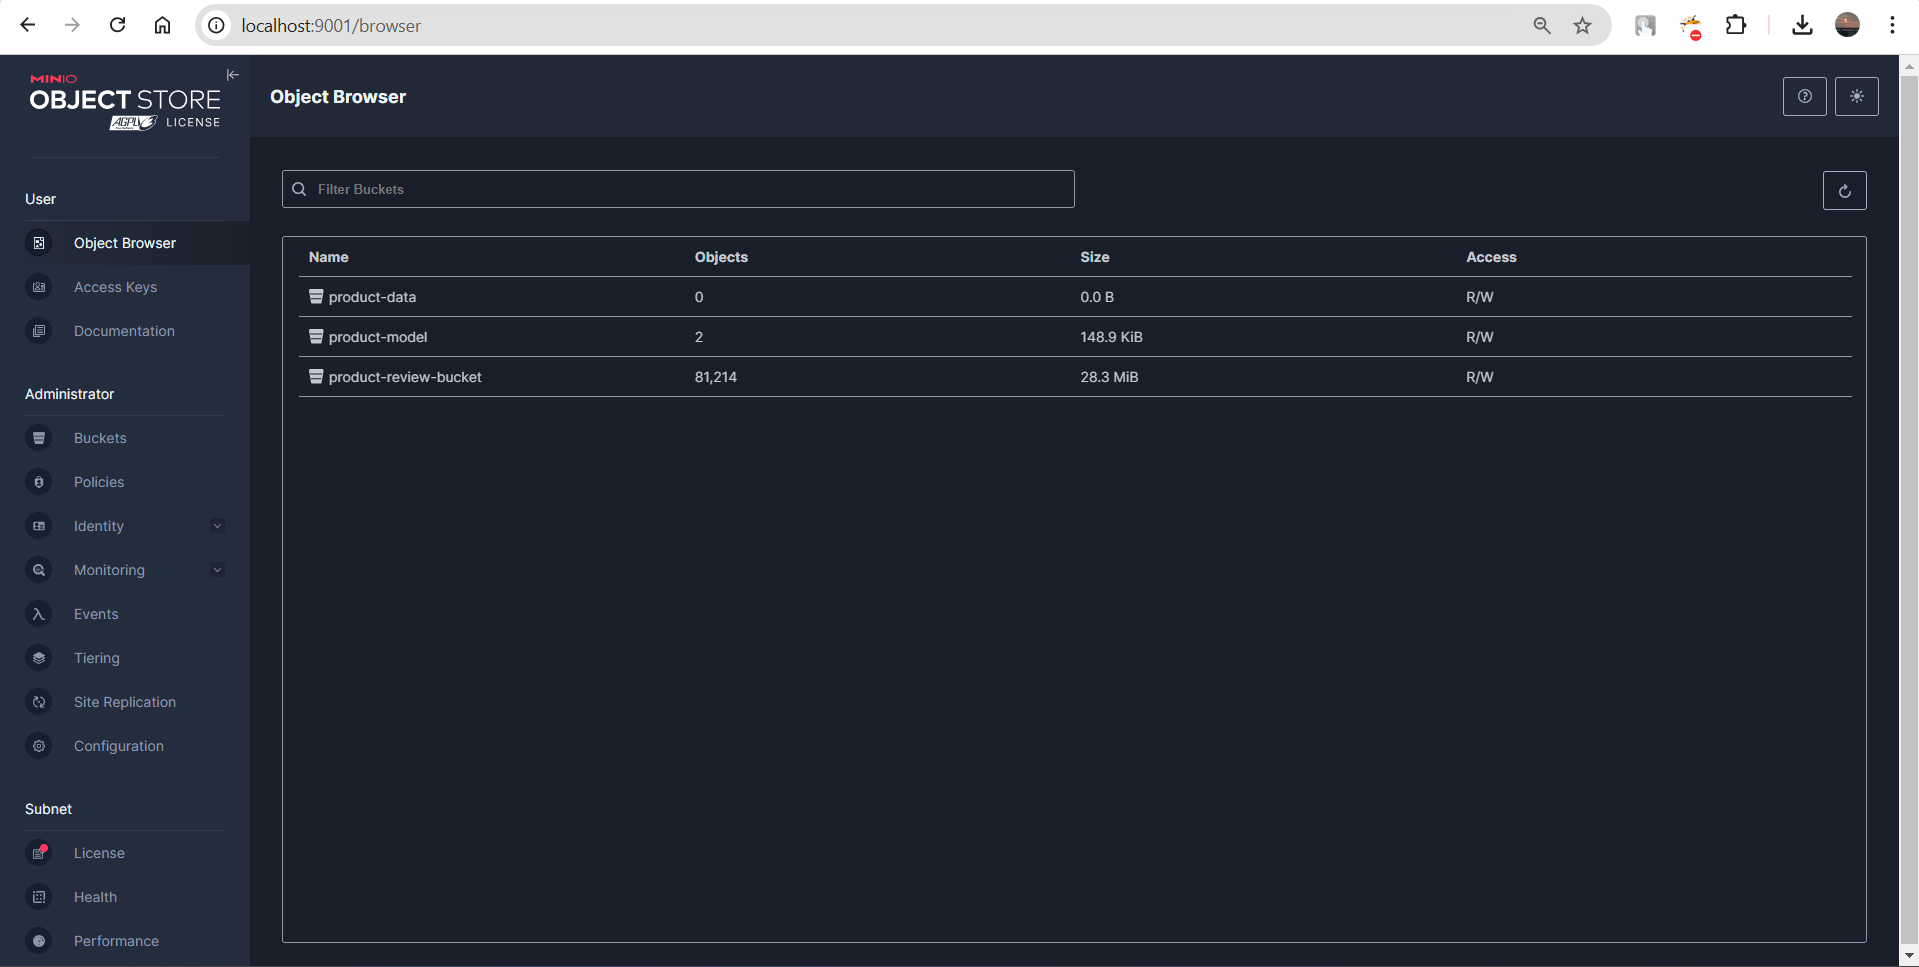 localhost:9001/browser
MINIO
OBJECT STORE
AGPLv3 LICENSE
User
Object Browser
Access Keys
Documentation
Administrator
Buckets
Policies
Identity
Monitoring
Events
Tiering
Site Replication
Configuration
Subnet
License
Health
Performance
Object Browser
Filter Buckets
Name Objects Size Access
product-data 0 0.0 B R/W
product-model 2 148.9 KiB R/W
product-review-bucket 81,214 28.3 MiB R/W